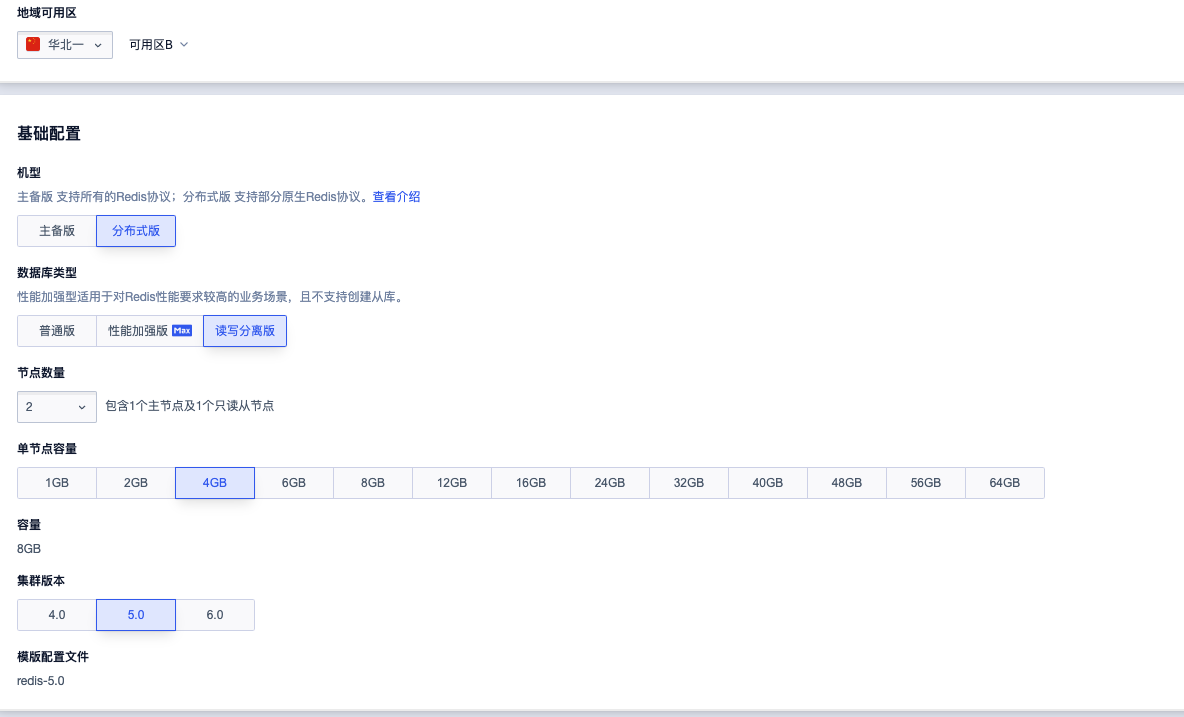 地域可用区
华北一 可用区B
基础配置
机型
主备版 支持所有的Redis协议；分布式版 支持部分原生Redis协议。查看介绍
主备版 分布式版
数据库类型
性能加强型适用于对Redis性能要求较高的业务场景，且不支持创建从库。
普通版 性能加强版 Max 读写分离版
节点数量
2 包含1个主节点及1个只读从节点
单节点容量
1GB 2GB 4GB 6GB 8GB 12GB 16GB 24GB 32GB 40GB 48GB 56GB 64GB
容量
8GB
集群版本
4.0 5.0 6.0
模版配置文件
redis-5.0